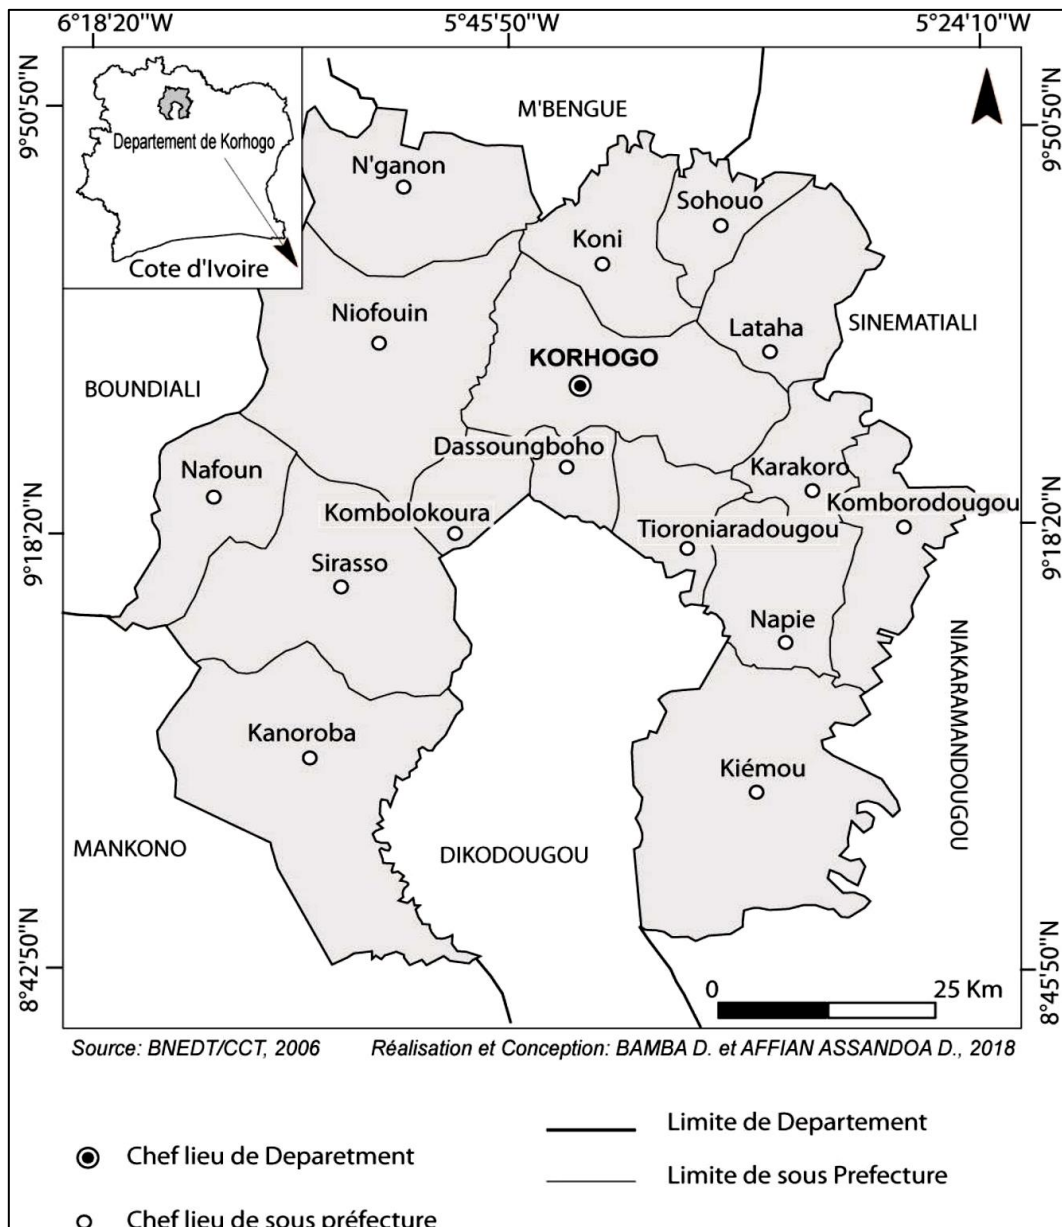 6°18'20''W 5°45'50''W 5°24'10''W
9°50'50''N
9°50'50''N
M'BENGUE
Departement de Korhogo
N'ganon
Sohouo
Koni
Cote d'Ivoire
Niofouin
Lataha
SINEMATIALI
KORHOGO
BOUNDIALI
Dassoungboho
Nafoun
Karakoro
Komborodougou
Kombolokoura
Tioroniaradougou
9°18'20''N
9°18'20''N
Sirasso
Napie
NIAKARAMANDOUGOU
Kanoroba
Kiémou
MANKONO
DIKODOUGOU
8°42'50''N
8°45'50''N
0 25 Km
Source: BNEDT/CCT, 2006 Réalisation et Conception: BAMBA D. et AFFIAN ASSANDOA D., 2018
Limite de Departement
Chef lieu de Deparetment
Limite de sous Prefecture
Chef lieu de sous préfecture